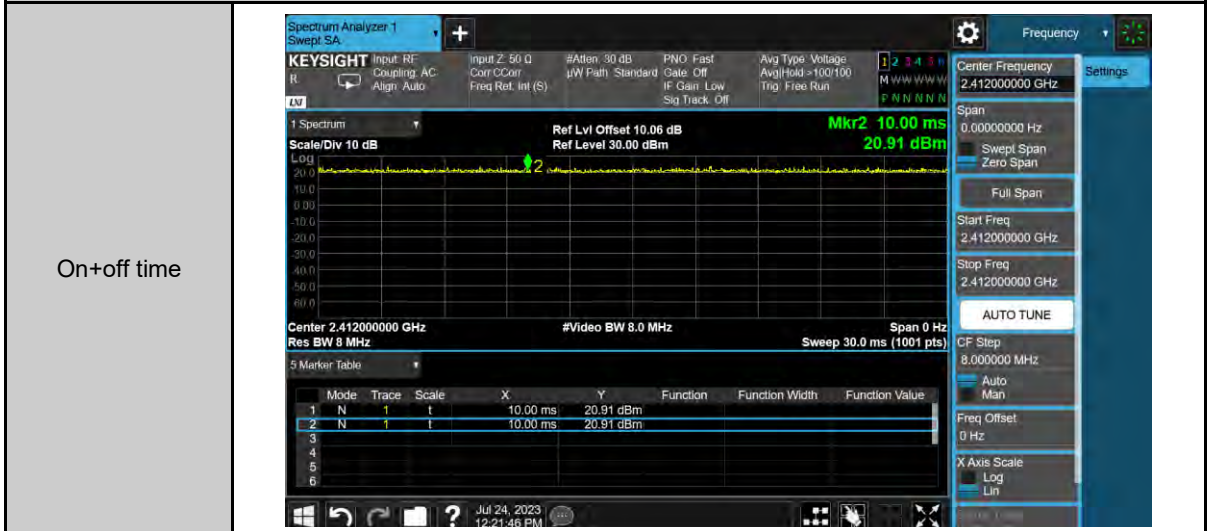 On+off time
Spectrum Analyzer 1
Swept SA
+
Frequency
KEYSIGHT
R
LXI
Input: RF
Coupling: AC
Align: Auto
Input Z: 50 Ω
Corr CCorr
Freq Ref: Int (S)
#Atten: 30 dB
µW Path: Standard
PNO: Fast
Gate: Off
IF Gain: Low
Sig Track: Off
Avg Type: Voltage
Avg|Hold: >100/100
Trig: Free Run
1 2 3 4 5 6
M W W W W W
P N N N N N
Center Frequency
2.412000000 GHz
Settings
Span
0.00000000 Hz
Swept Span
Zero Span
Full Span
Start Freq
2.412000000 GHz
Stop Freq
2.412000000 GHz
AUTO TUNE
CF Step
8.000000 MHz
Auto
Man
Freq Offset
0 Hz
X Axis Scale
Log
Lin
1 Spectrum
Scale/Div 10 dB
Ref Lvl Offset 10.06 dB
Ref Level 30.00 dBm
Mkr2 10.00 ms
20.91 dBm
Log
20.0
10.0
0.00
-10.0
-20.0
-30.0
-40.0
-50.0
-60.0
2
Center 2.412000000 GHz
#Video BW 8.0 MHz
Span 0 Hz
Res BW 8 MHz
Sweep 30.0 ms (1001 pts)
5 Marker Table
Mode Trace Scale X Y Function Function Width Function Value
1 N 1 t 10.00 ms 20.91 dBm
2 N 1 t 10.00 ms 20.91 dBm
3
4
5
6
?
Jul 24, 2023
12:21:46 PM